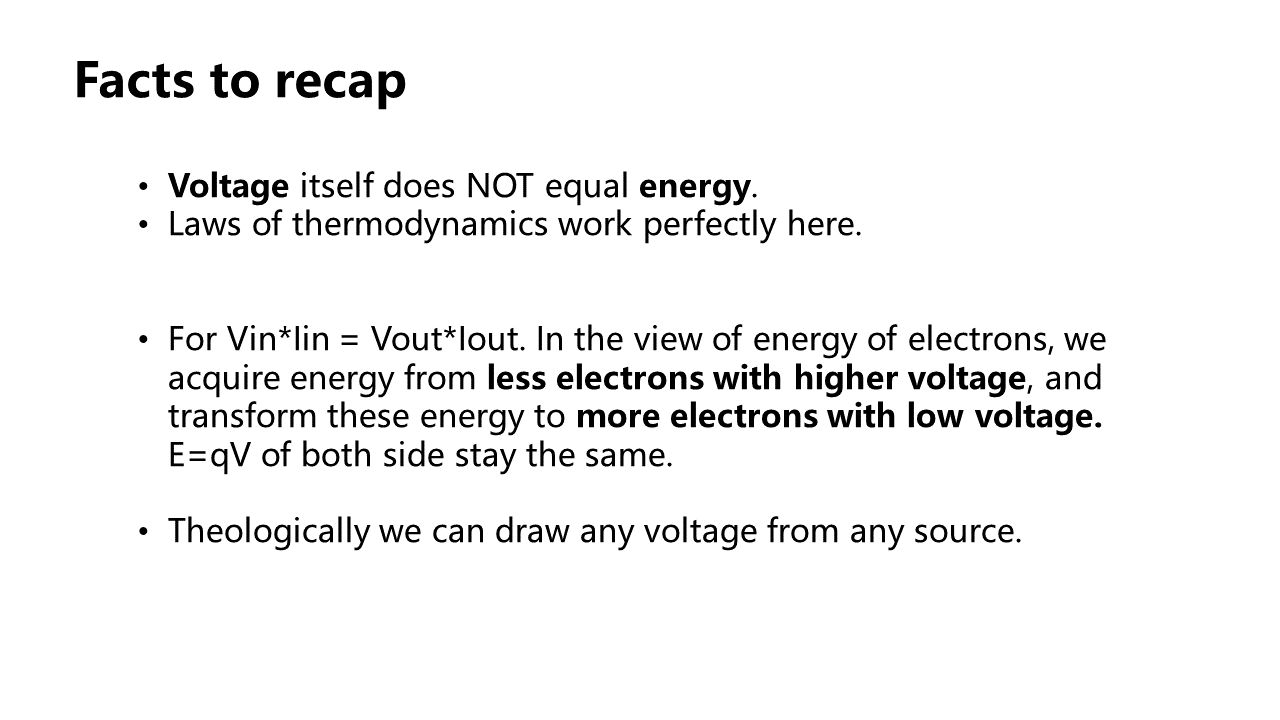 Facts to recap
• Voltage itself does NOT equal energy.
• Laws of thermodynamics work perfectly here.
• For Vin*Iin = Vout*Iout. In the view of energy of electrons, we
acquire energy from less electrons with higher voltage, and
transform these energy to more electrons with low voltage.
E=qV of both side stay the same.
• Theologically we can draw any voltage from any source.